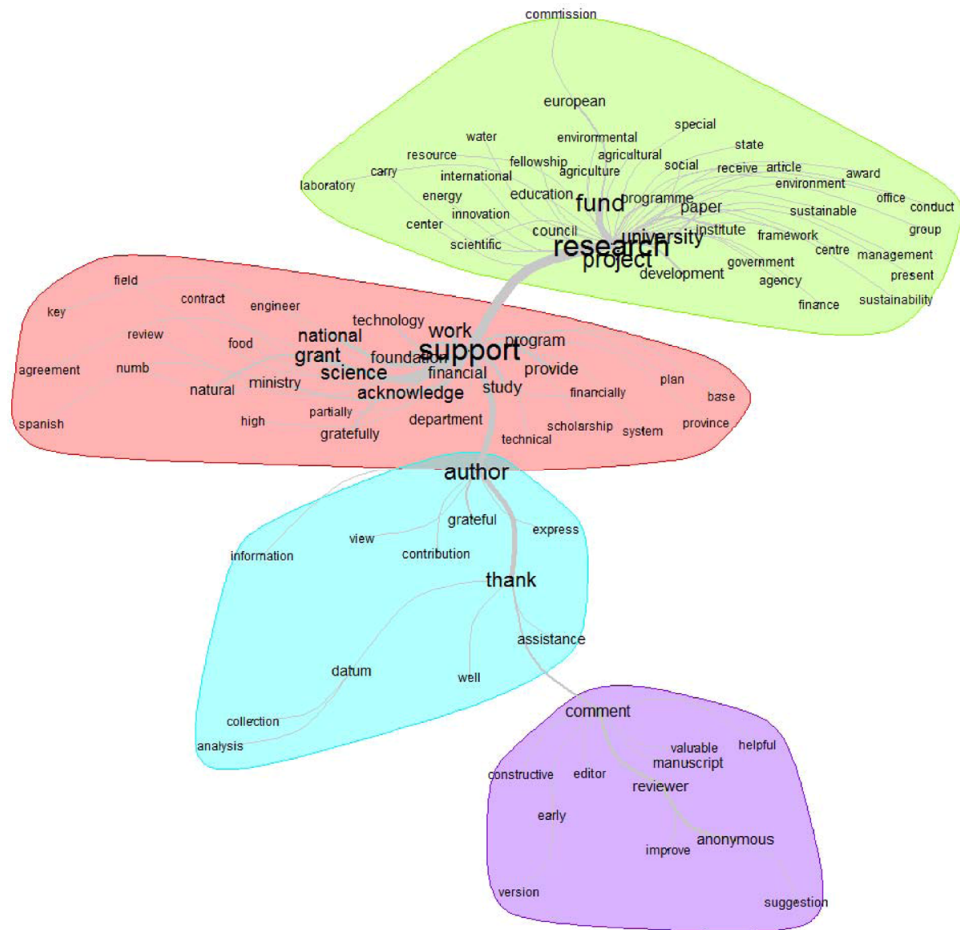 commission
european
special
water
environmental
state
resource
agricultural
carry
fellowship
social
receive
article
award
laboratory
international
agriculture
environment
energy
education
fund
programme
paper
office
conduct
innovation
sustainable
center
council
university
institute
framework
group
scientific
research
project
centre
management
government
development
agency
present
finance
sustainability
field
key
contract
engineer
technology
review
national
work
food
grant
foundation
support
program
agreement
numb
science
financial
provide
natural
ministry
acknowledge
study
plan
financially
base
spanish
high
partially
gratefully
department
scholarship
system
province
technical
author
grateful
express
view
information
contribution
thank
assistance
datum
well
collection
analysis
comment
helpful
valuable
manuscript
constructive
editor
reviewer
early
anonymous
improve
version
suggestion